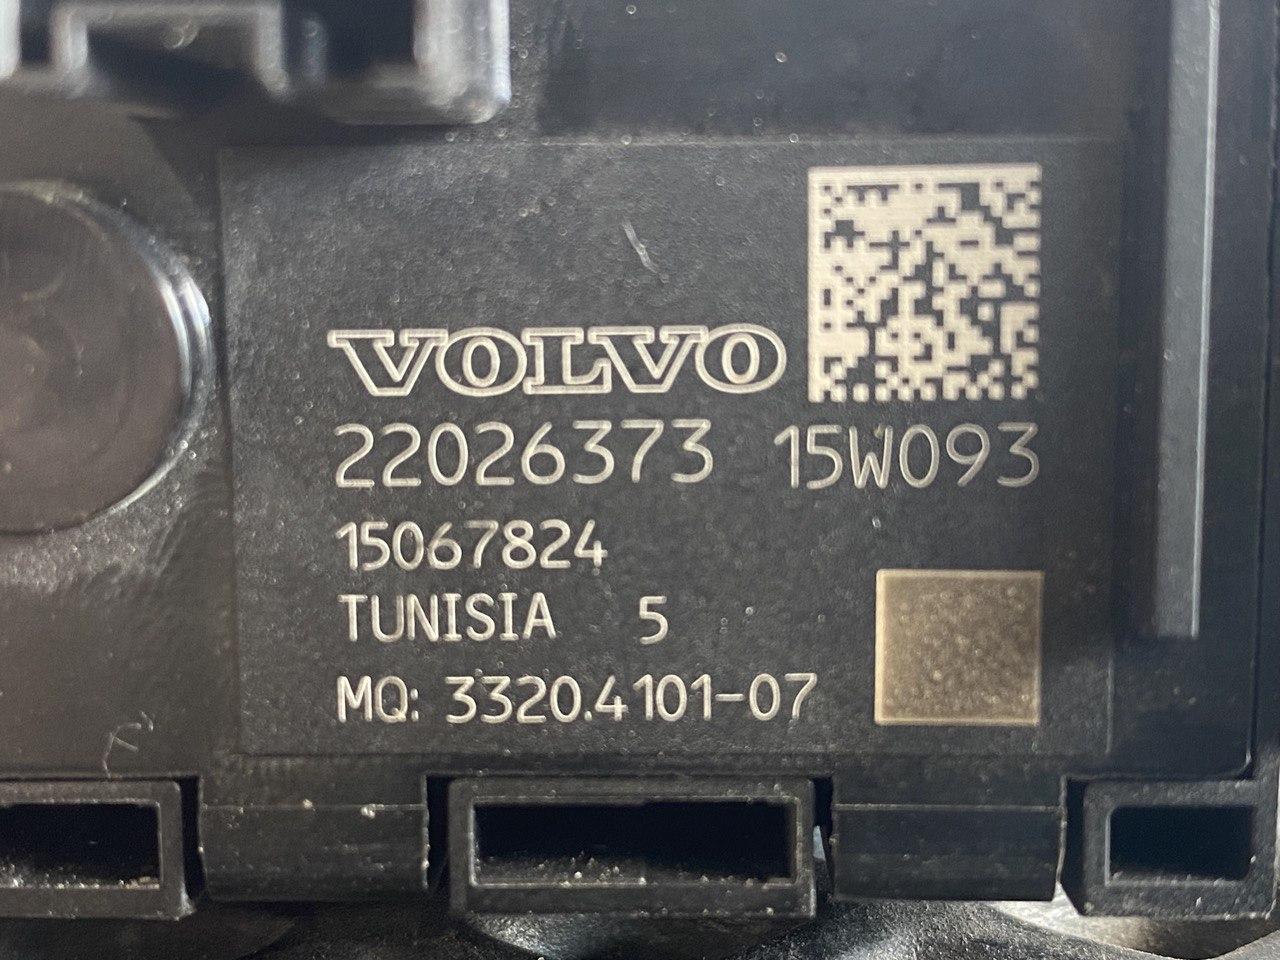 VOLVO
22026373 15W093
15067824
TUNISIA 5
MQ: 3320.4101-07